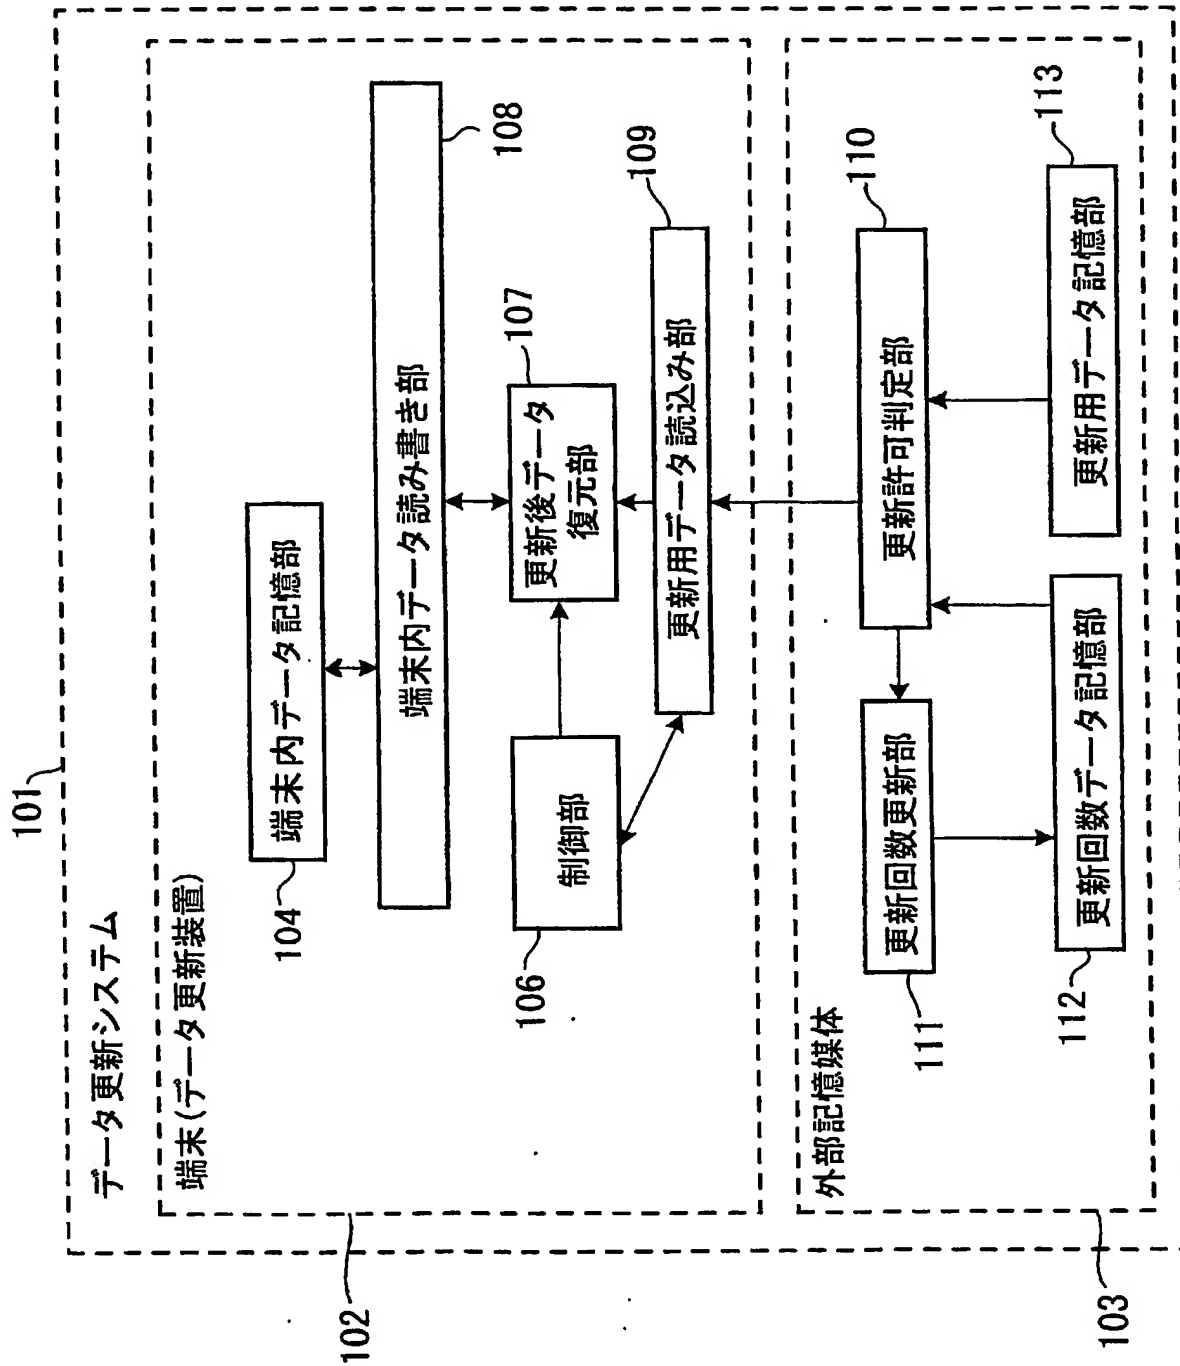 101
データ更新システム
102
端末(データ更新装置)
104
端末内データ記憶部
端末内データ読み書き部
108
106
制御部
更新後データ
復元部
107
更新用データ読込み部
109
103
外部記憶媒体
更新許可判定部
110
111
更新回数更新部
112
更新回数データ記憶部
更新用データ記憶部
113